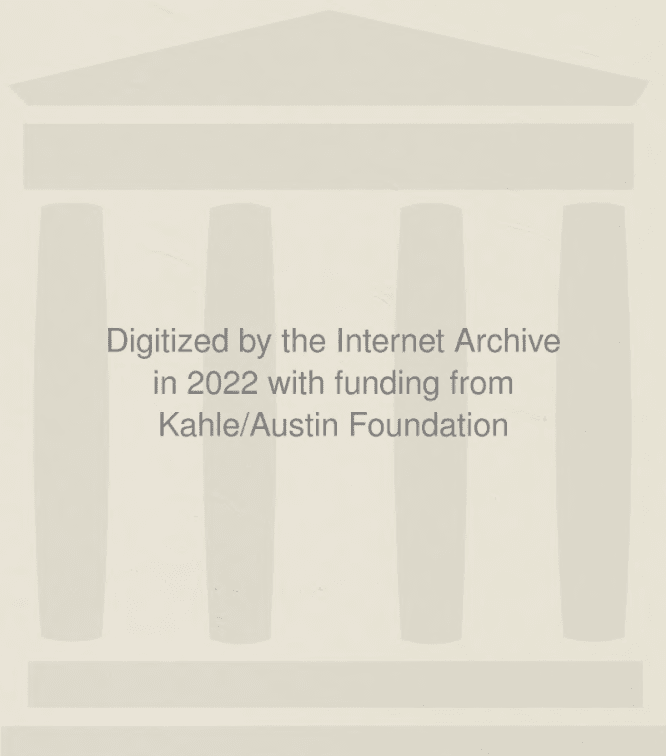 Digitized by the Internet Archive
in 2022 with funding from
Kahle/Austin Foundation